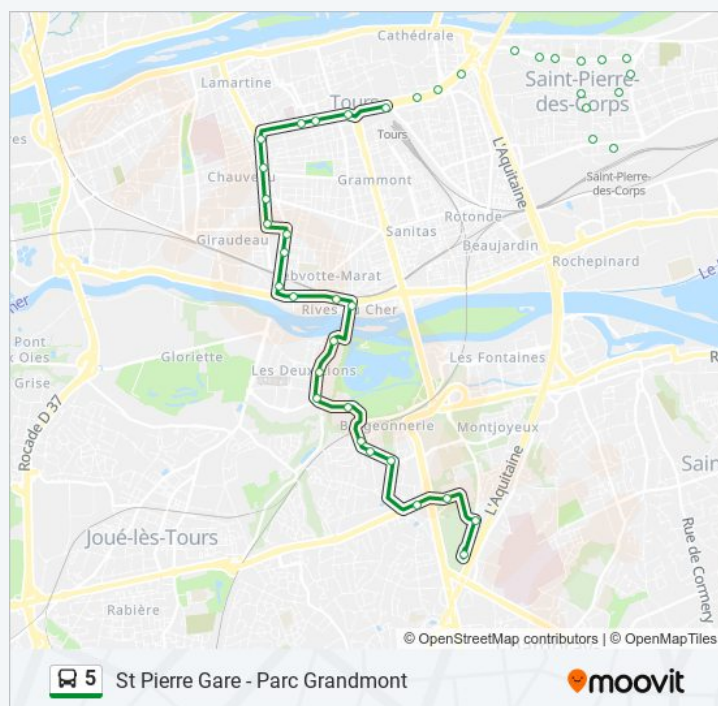 Cathédrale
Lamartine
Saint-Pierre-
des-Corps
Tours
Tours
L'Aquitaine
Chauveau
Grammont
Saint-Pierre-
des-Corps
Rotonde
Giraudeau
Sanitas
Beaujardin
Rochepinard
Febvotte-Marat
Rives du Cher
Pont
Gloriette
Les Fontaines
Grise
Les Deux Lions
Rocade D 37
Bergeonnerie
Montjoyeux
L'Aquitaine
Joué-lès-Tours
Rue de Cormery
Rabière
© OpenStreetMap contributors | © OpenMapTiles
5 St Pierre Gare - Parc Grandmont
moovit